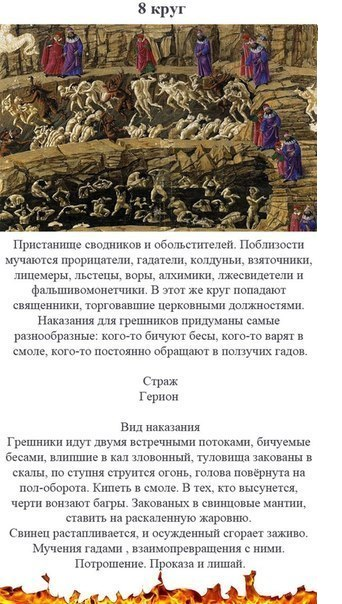 8 круг
Пристанище сводников и обольстителей. Поблизости
мучаются прорицатели, гадатели, колдуньи, взяточники,
лицемеры, льстецы, воры, алхимики, лжесвидетели и
фальшивомонетчики. В этот же круг попадают
священники, торговавшие церковными должностями.
Наказания для грешников придуманы самые
разнообразные: кого-то бичуют бесы, кого-то варят в
смоле, кого-то постоянно обращают в ползучих гадов.
Страж
Герион
Вид наказания
Грешники идут двумя встречными потоками, бичуемые
бесами, влипшие в кал зловонный, туловища закованы в
скалы, по ступня струится огонь, голова повёрнута на
пол-оборота. Кипеть в смоле. В тех, кто высунется,
черти вонзают багры. Закованых в свинцовые мантии,
ставить на раскаленную жаровню.
Свинец растапливается, и осужденный сгорает заживо.
Мучения гадами , взаимопревращения с ними.
Потрошение. Проказа и лишай.